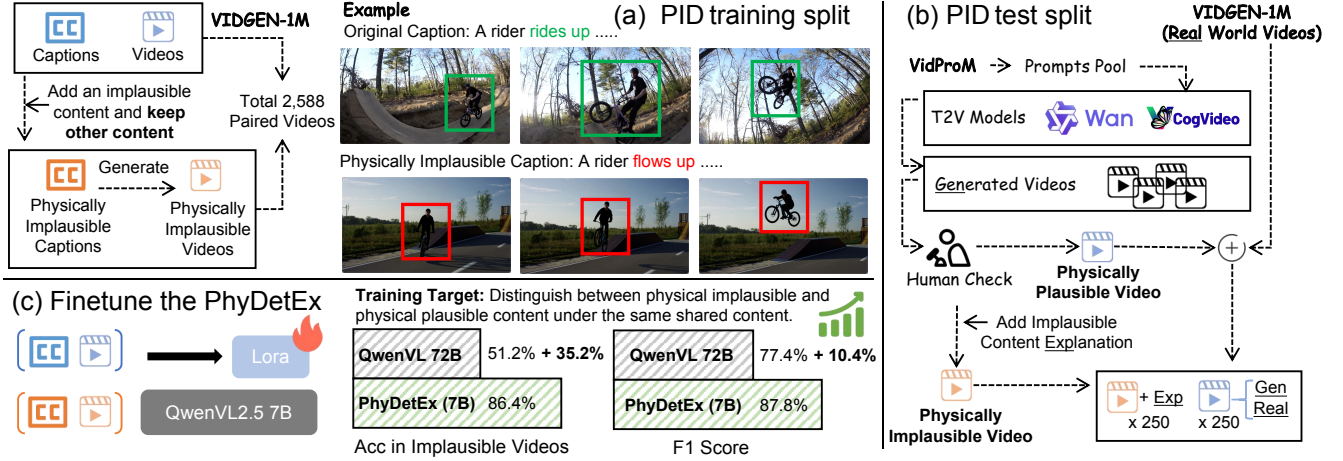 (a) PID training split
VIDGEN-1M
CC
Captions
Videos
Add an implausible
content and keep
other content
Total 2,588
Paired Videos
CC
Generate
Physically
Implausible
Captions
Physically
Implausible
Videos
Example
Original Caption: A rider rides up .....
Physically Implausible Caption: A rider flows up .....
(b) PID test split
VIDGEN-1M
(Real World Videos)
VidProM
Prompts Pool
T2V Models
Wan
CogVideo
Generated Videos
Human Check
Physically
Plausible Video
Add Implausible
Content Explanation
Physically
Implausible Video
+ Exp
x 250
Gen
Real
x 250
(c) Finetune the PhyDetEx
CC
Lora
CC
QwenVL2.5 7B
Training Target: Distinguish between physical implausible and
physical plausible content under the same shared content.
QwenVL 72B
51.2% + 35.2%
PhyDetEx (7B)
86.4%
Acc in Implausible Videos
QwenVL 72B
77.4% + 10.4%
PhyDetEx (7B)
87.8%
F1 Score